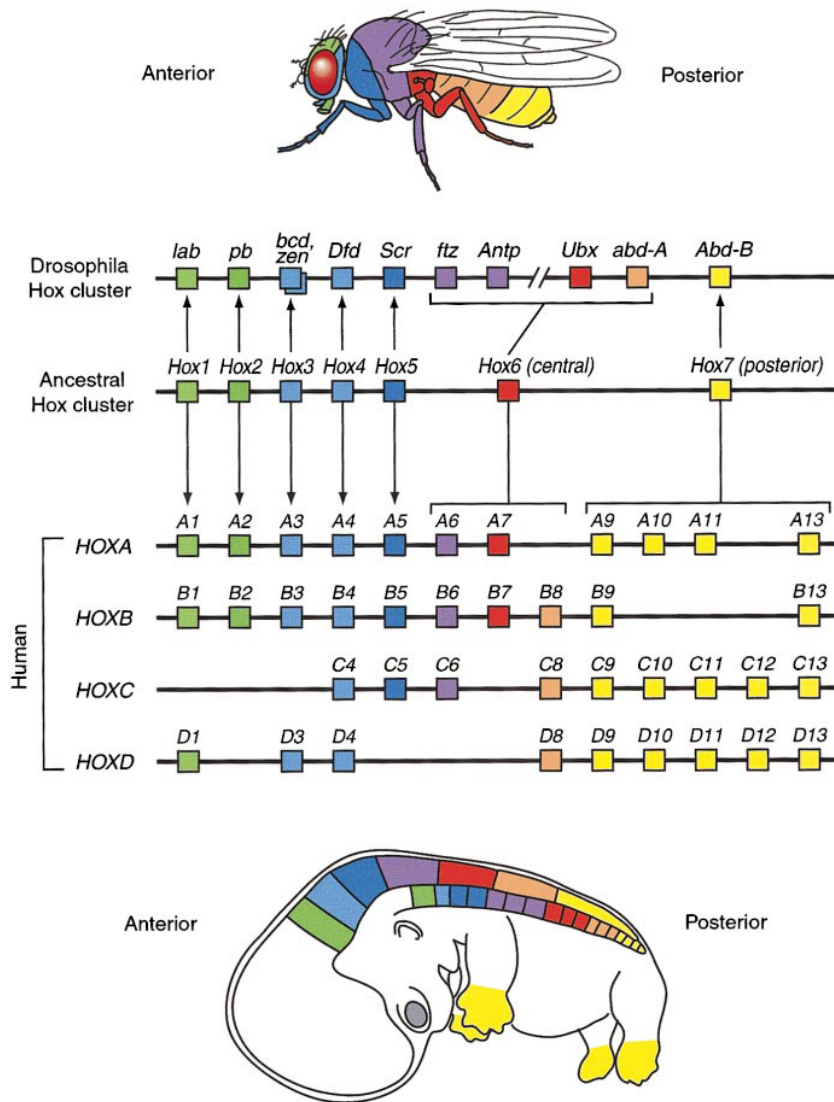 Anterior
Posterior
lab pb bcd, zen Dfd Scr ftz Antp Ubx abd-A Abd-B
Drosophila
Hox cluster
Hox1 Hox2 Hox3 Hox4 Hox5 Hox6 (central) Hox7 (posterior)
Ancestral
Hox cluster
A1 A2 A3 A4 A5 A6 A7 A9 A10 A11 A13
HOXA
B1 B2 B3 B4 B5 B6 B7 B8 B9 B13
HOXB
Human
C4 C5 C6 C8 C9 C10 C11 C12 C13
HOXC
D1 D3 D4 D8 D9 D10 D11 D12 D13
HOXD
Anterior
Posterior